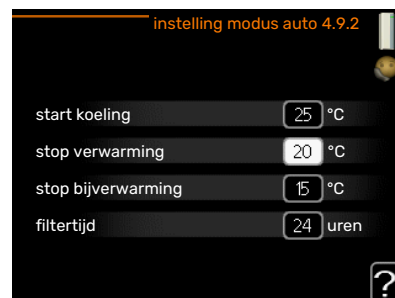 instelling modus auto 4.9.2
start koeling 25 °C
stop verwarming 20 °C
stop bijverwarming 15 °C
filtertijd 24 uren
?